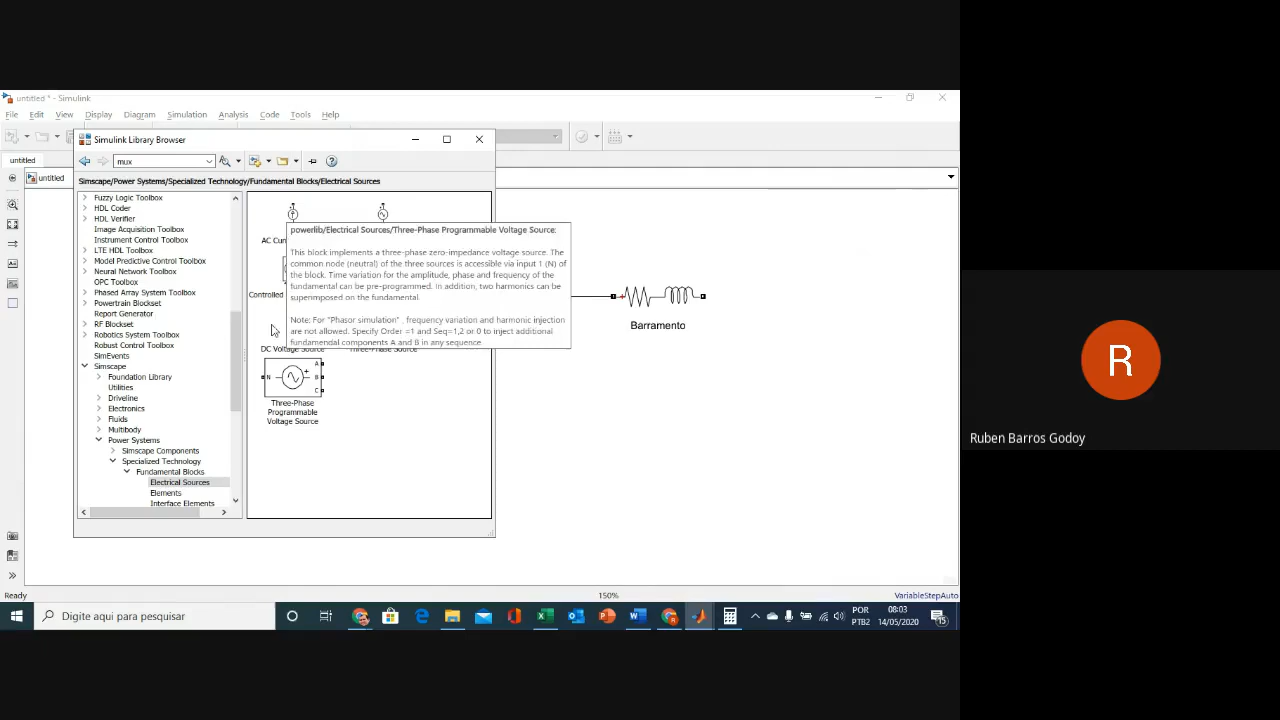 untitled * - Simulink
File Edit View Display Diagram Simulation Analysis Code Tools Help
untitled
untitled
Simulink Library Browser
mux
Simscape/Power Systems/Specialized Technology/Fundamental Blocks/Electrical Sources
Fuzzy Logic Toolbox
HDL Coder
HDL Verifier
Image Acquisition Toolbox
Instrument Control Toolbox
LTE HDL Toolbox
Model Predictive Control Toolbox
Neural Network Toolbox
OPC Toolbox
Phased Array System Toolbox
Powertrain Blockset
Report Generator
RF Blockset
Robotics System Toolbox
Robust Control Toolbox
SimEvents
Simscape
Foundation Library
Utilities
Driveline
Electronics
Fluids
Multibody
Power Systems
Simscape Components
Specialized Technology
Fundamental Blocks
Electrical Sources
Elements
Interface Elements
AC Cu
Controlled
powerlib/Electrical Sources/Three-Phase Programmable Voltage Source:
This block implements a three-phase zero-impedance voltage source. The
common node (neutral) of the three sources is accessible via input 1 (N) of
the block. Time variation for the amplitude, phase and frequency of the
fundamental can be pre-programmed. In addition, two harmonics can be
superimposed on the fundamental.
Note: For "Phasor simulation" , frequency variation and harmonic injection
are not allowed. Specify Order =1 and Seq=1,2 or 0 to inject additional
fundamendal components A and B in any sequence.
DC Voltage Source Three-Phase Source
N A B C
Three-Phase
Programmable
Voltage Source
Barramento
Ready 150% VariableStepAuto
Digite aqui para pesquisar
POR
PTB2
08:03
14/05/2020
15
R
Ruben Barros Godoy